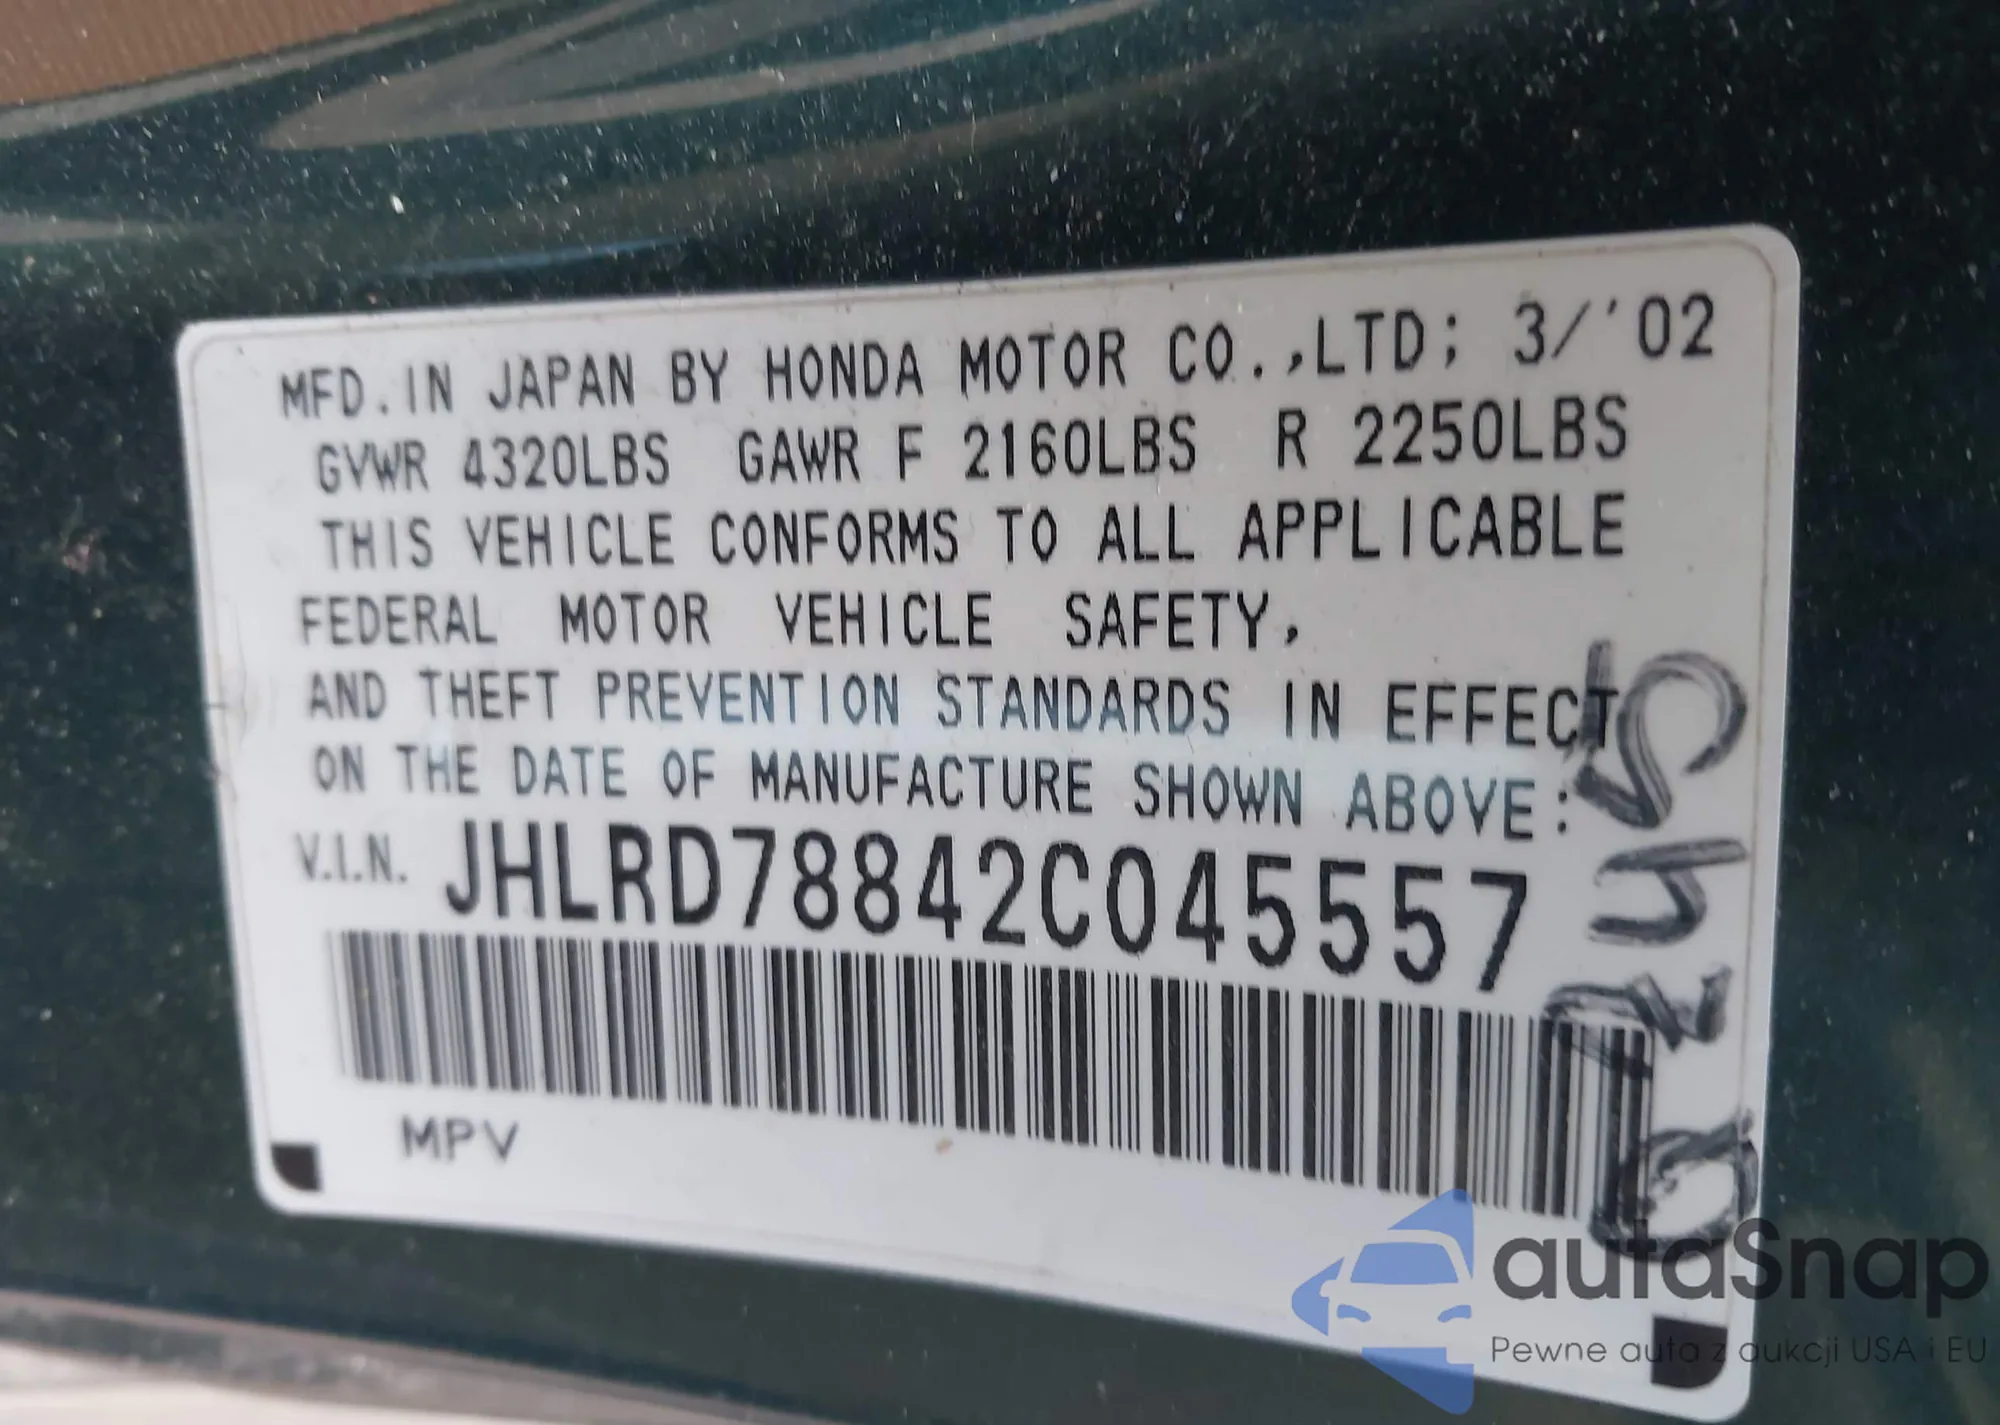 MFD. IN JAPAN BY HONDA MOTOR CO.,LTD; 3/'02
GVWR 4320LBS GAWR F 2160LBS R 2250LBS
THIS VEHICLE CONFORMS TO ALL APPLICABLE
FEDERAL MOTOR VEHICLE SAFETY,
AND THEFT PREVENTION STANDARDS IN EFFECT
ON THE DATE OF MANUFACTURE SHOWN ABOVE:
V.I.N. JHLRD78842C045557
MPV
autaSnap
Pewne auta z aukcji USA i EU